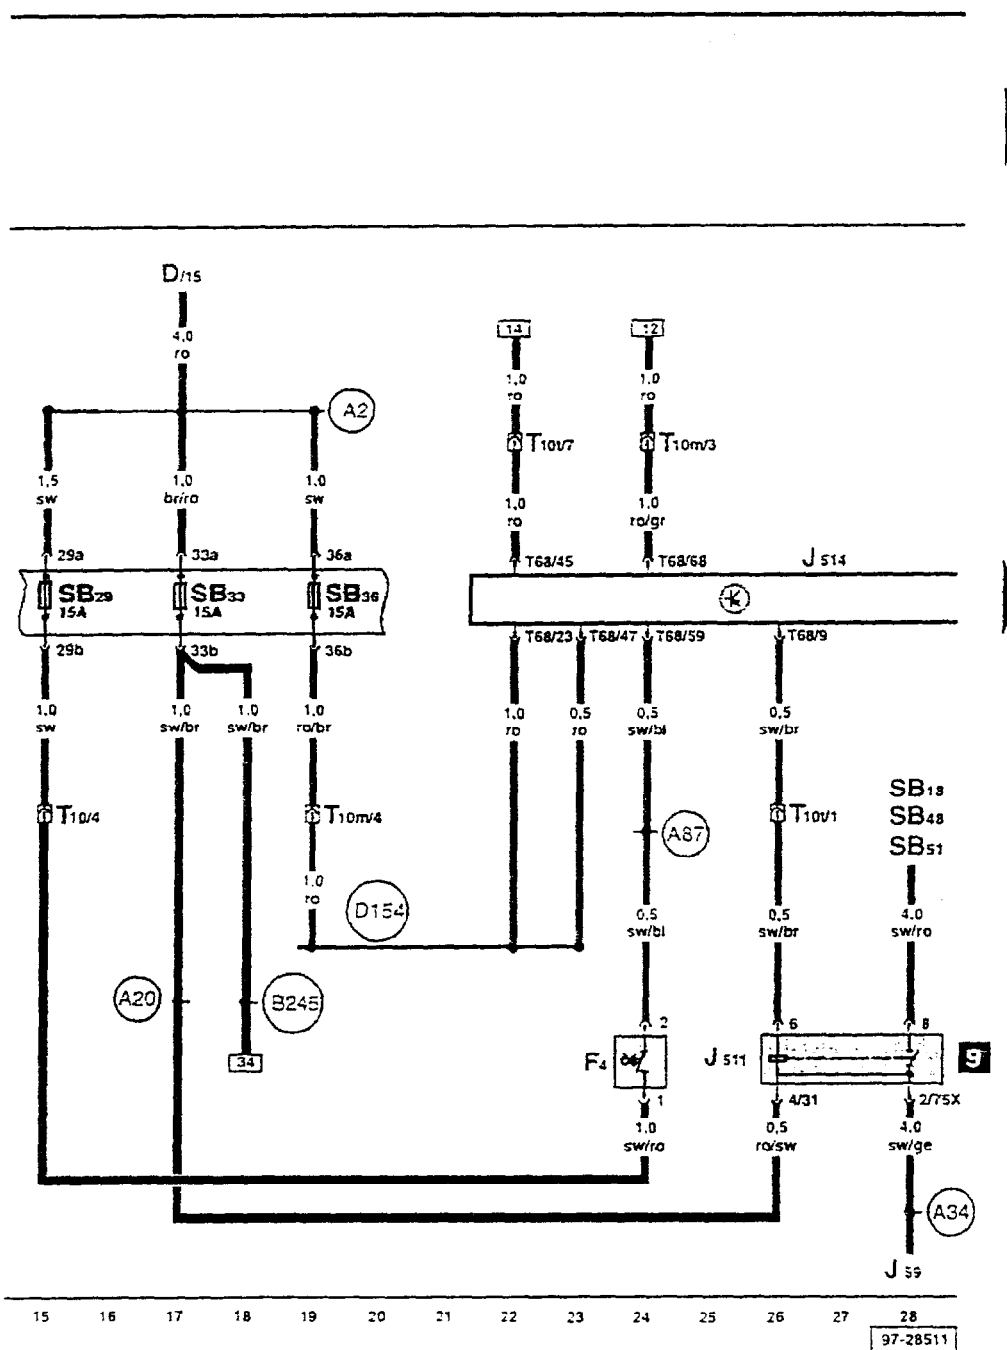 D/15
4,0
ro
14
12
1,0
ro
1,0
ro
A2
T10t/7
T10m/3
1,5
sw
1,0
br/ro
1,0
sw
1,0
ro
1,0
ro/gr
29a
33a
36a
T68/45
T68/68
J 514
SB29
15A
SB33
15A
SB36
15A
29b
33b
36b
T68/23
T68/47
T68/59
T68/9
1,0
sw
1,0
sw/br
1,0
sw/br
1,0
ro/br
1,0
ro
0,5
ro
0,5
sw/bl
0,5
sw/br
SB18
SB48
SB51
T10/4
T10m/4
T10t/1
A87
1,0
ro
D154
0,5
sw/bl
0,5
sw/br
4,0
sw/ro
A20
B245
2
6
8
34
F4
J 511
9
1
4/31
2/75X
1,0
sw/ro
0,5
ro/sw
4,0
sw/ge
A34
J 59
15 16 17 18 19 20 21 22 23 24 25 26 27 28
97-28511